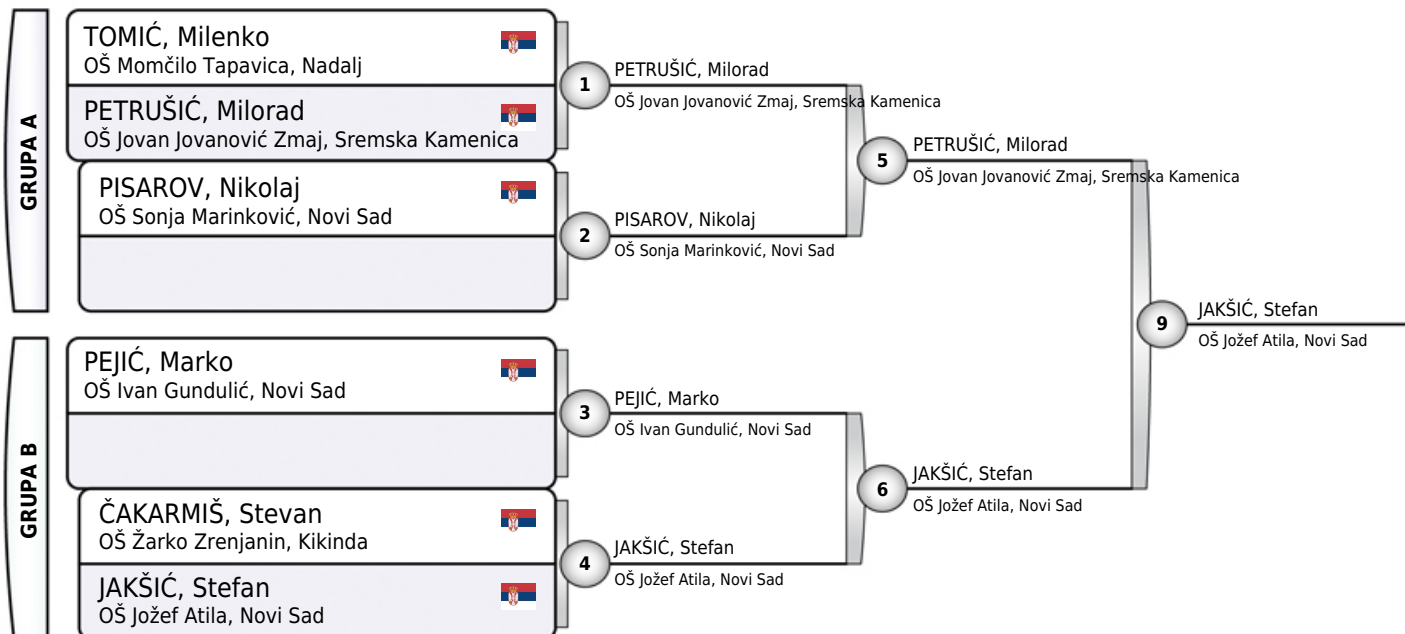 GRUPA A
TOMIĆ, Milenko
OŠ Momčilo Tapavica, Nadalj
PETRUŠIĆ, Milorad
OŠ Jovan Jovanović Zmaj, Sremska Kamenica
PISAROV, Nikolaj
OŠ Sonja Marinković, Novi Sad
GRUPA B
PEJIĆ, Marko
OŠ Ivan Gundulić, Novi Sad
ČAKARMIŠ, Stevan
OŠ Žarko Zrenjanin, Kikinda
JAKŠIĆ, Stefan
OŠ Jožef Atila, Novi Sad
1
PETRUŠIĆ, Milorad
OŠ Jovan Jovanović Zmaj, Sremska Kamenica
2
PISAROV, Nikolaj
OŠ Sonja Marinković, Novi Sad
3
PEJIĆ, Marko
OŠ Ivan Gundulić, Novi Sad
4
JAKŠIĆ, Stefan
OŠ Jožef Atila, Novi Sad
5
PETRUŠIĆ, Milorad
OŠ Jovan Jovanović Zmaj, Sremska Kamenica
6
JAKŠIĆ, Stefan
OŠ Jožef Atila, Novi Sad
9
JAKŠIĆ, Stefan
OŠ Jožef Atila, Novi Sad